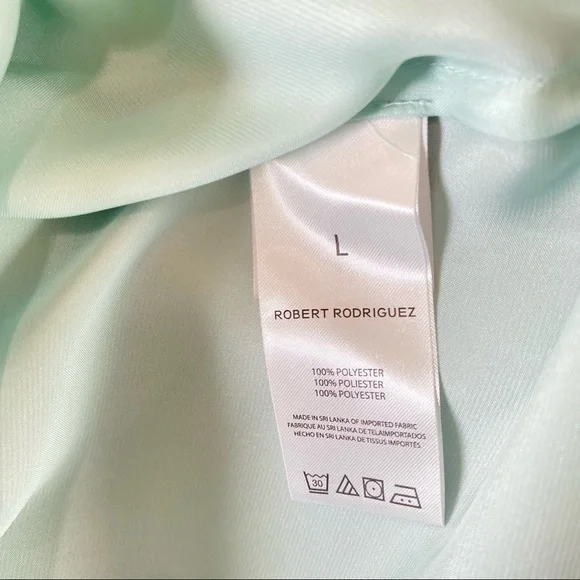 L
ROBERT RODRIGUEZ
100% POLYESTER
100% POLIESTER
100% POLYESTER
MADE IN SRI LANKA OF IMPORTED FABRIC
FABRIQUE AU SRI LANKA DE TELAIMPORTADOS
HECHO EN SRI LANKA DE TISSUS IMPORTÉS
30